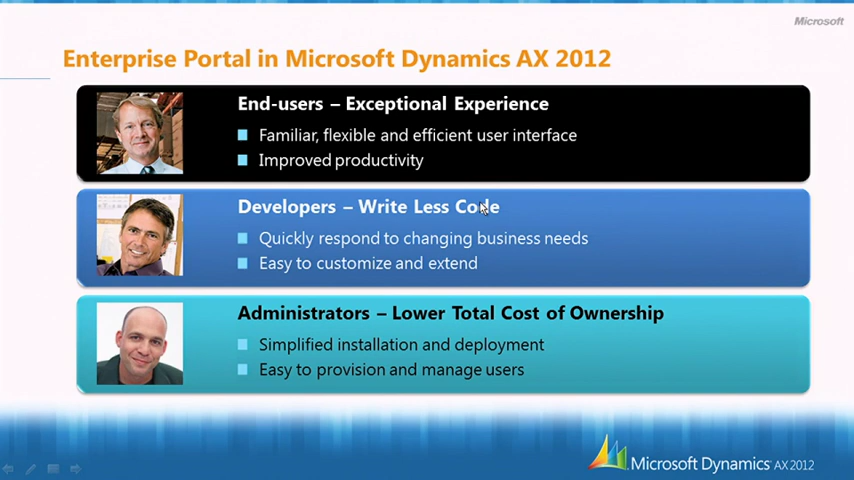 Microsoft
Enterprise Portal in Microsoft Dynamics AX 2012
End-users – Exceptional Experience
Familiar, flexible and efficient user interface
Improved productivity
Developers – Write Less Code
Quickly respond to changing business needs
Easy to customize and extend
Administrators – Lower Total Cost of Ownership
Simplified installation and deployment
Easy to provision and manage users
Microsoft Dynamics AX 2012